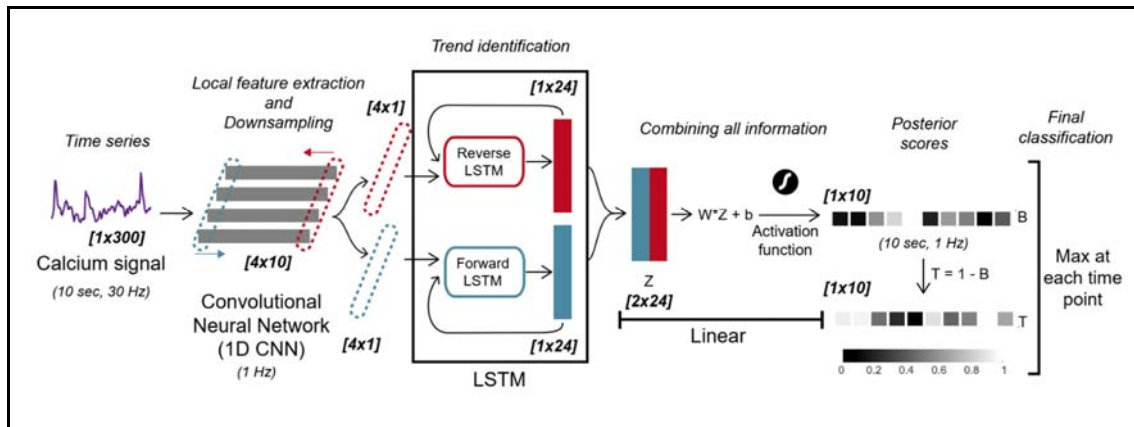 Time series
[1x300]
Calcium signal
(10 sec, 30 Hz)
Local feature extraction
and
Downsampling
[4x10]
Convolutional
Neural Network
(1D CNN)
(1 Hz)
[4x1]
[4x1]
Trend identification
[1x24]
Reverse
LSTM
Forward
LSTM
[1x24]
LSTM
Combining all information
Z
[2x24]
W*Z + b
Activation
function
Linear
Posterior
scores
[1x10]
B
(10 sec, 1 Hz)
T = 1 - B
[1x10]
T
0 0.2 0.4 0.6 0.8 1
Final
classification
Max at
each time
point